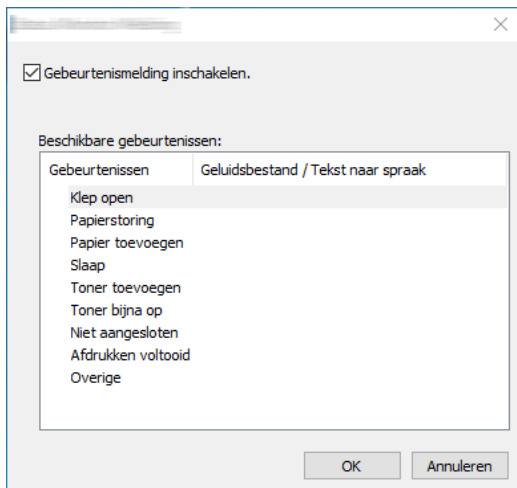 Gebeurtenismelding inschakelen.
Beschikbare gebeurtenissen:
Gebeurtenissen Geluidsbestand / Tekst naar spraak
Klep open
Papierstoring
Papier toevoegen
Slaap
Toner toevoegen
Toner bijna op
Niet aangesloten
Afdrukken voltooid
Overige
OK Annuleren